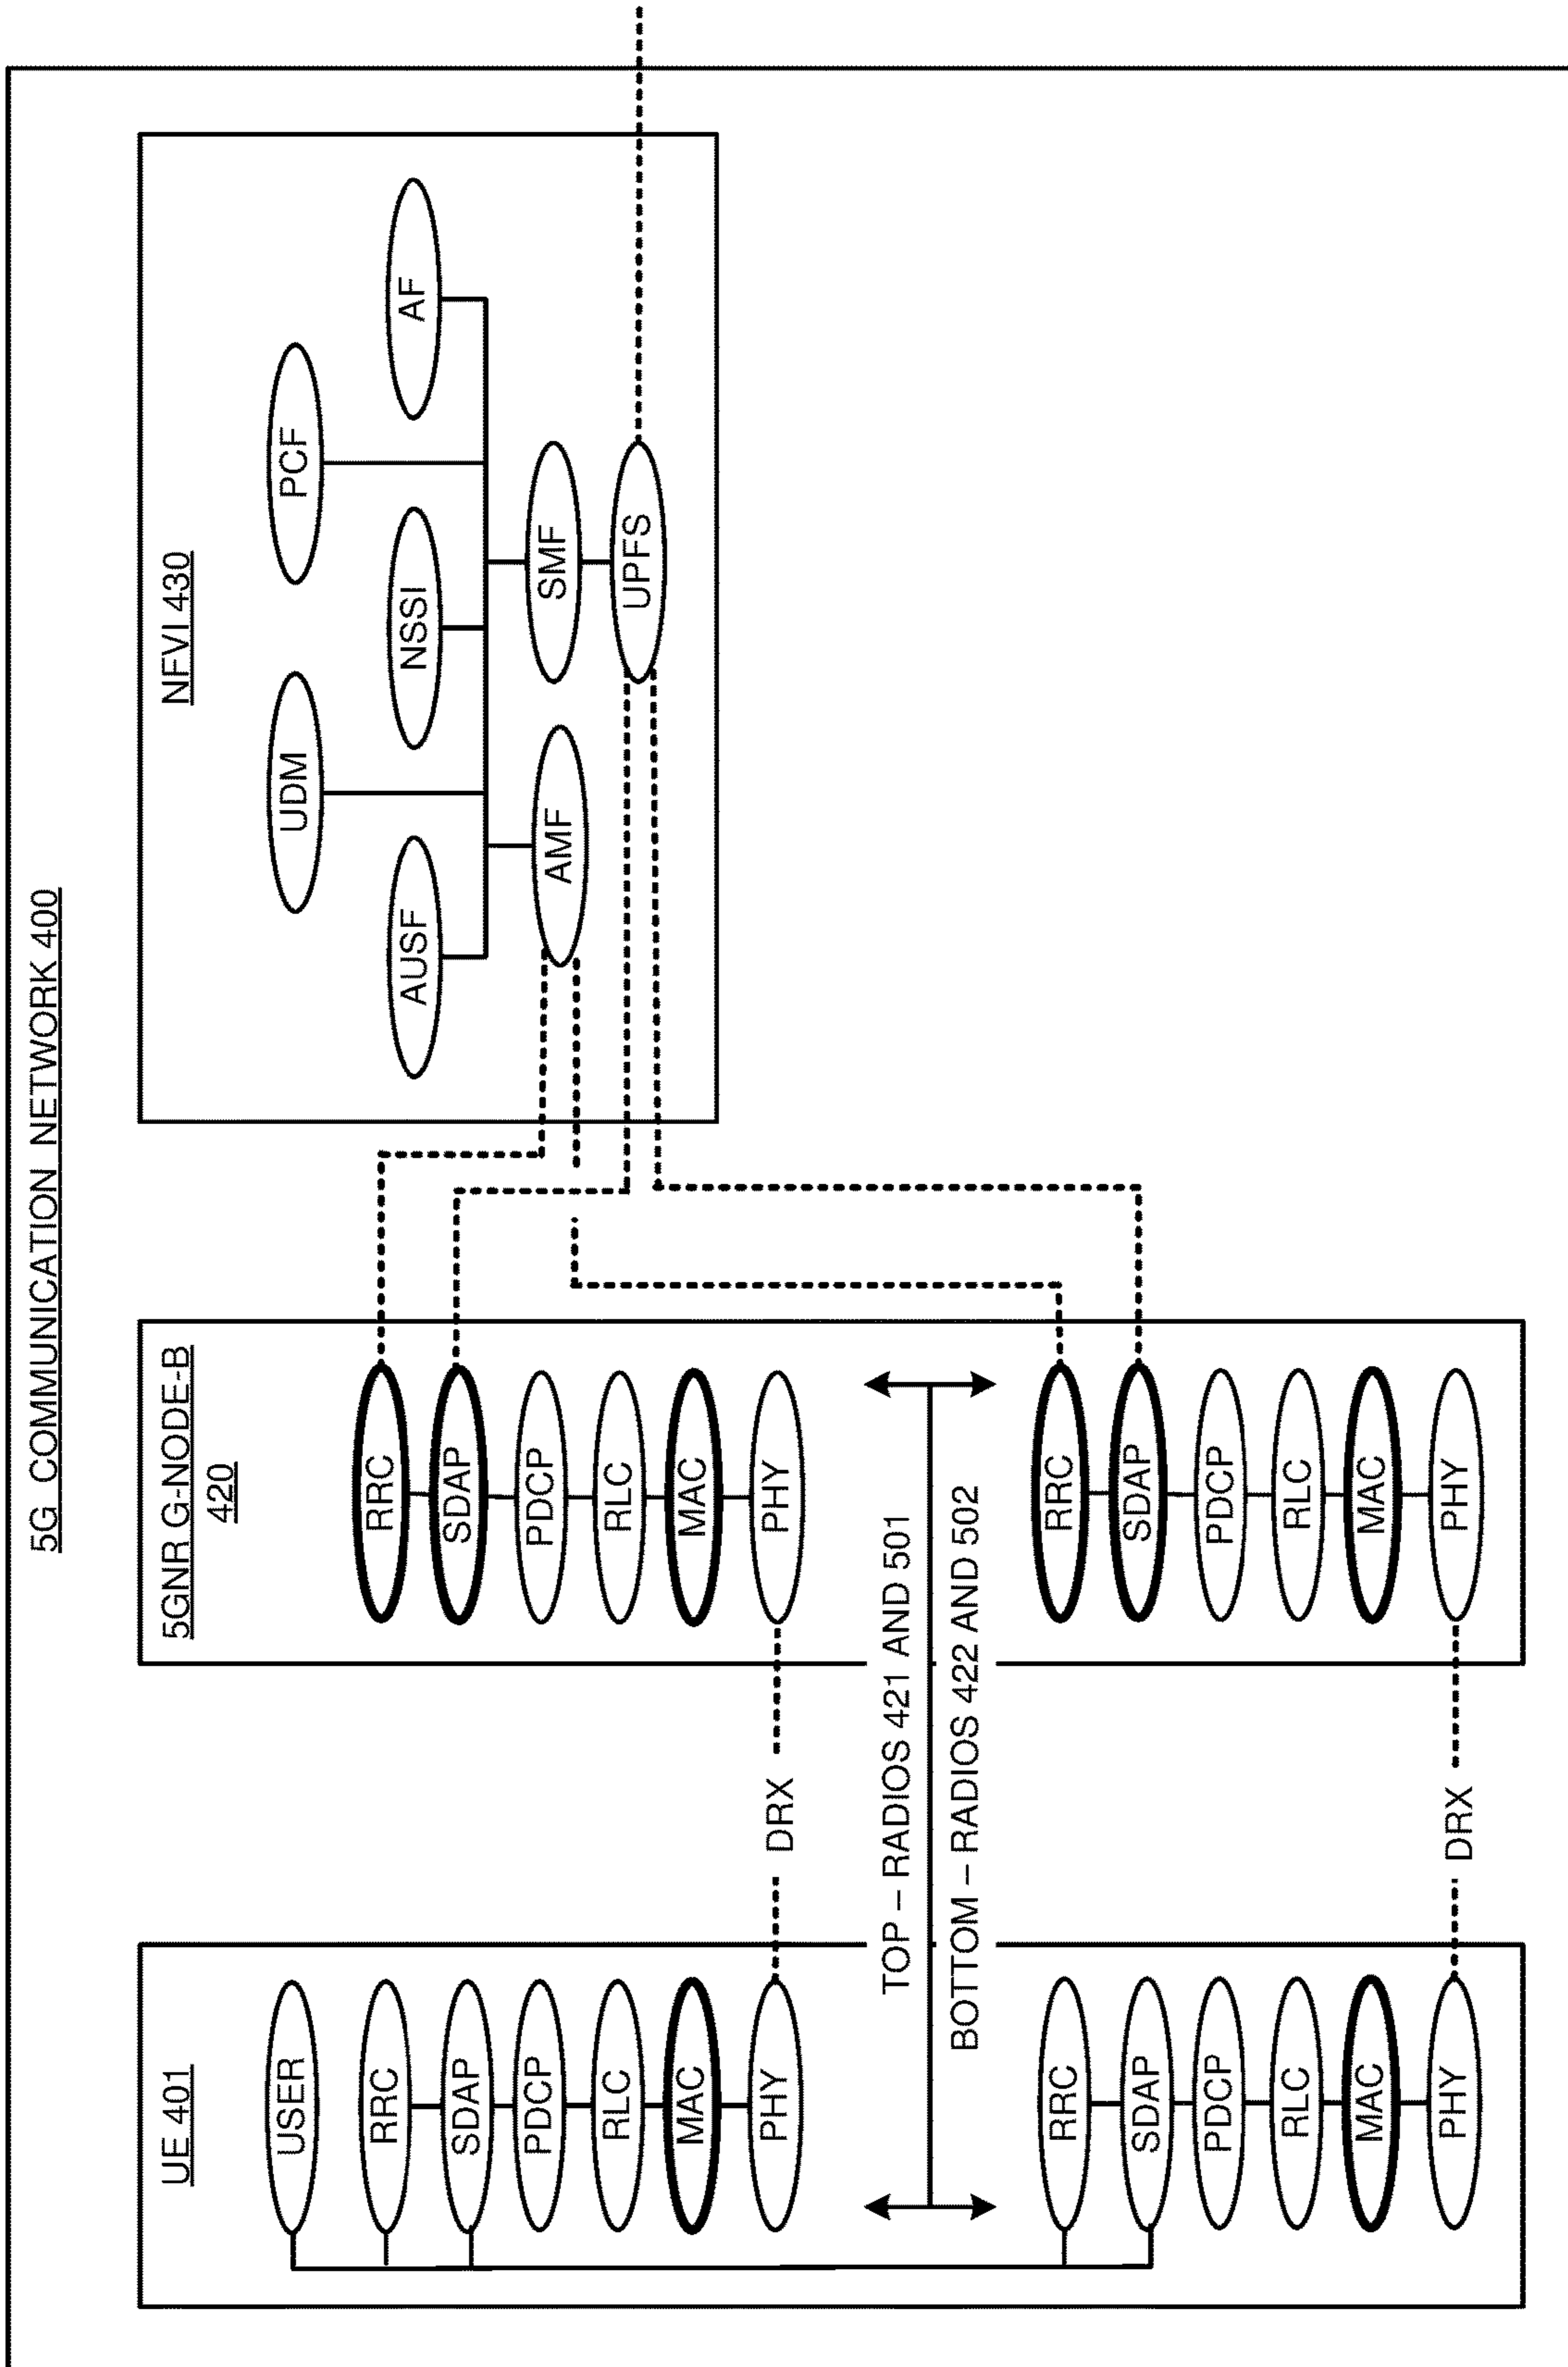 5G COMMUNICATION NETWORK 400
UE 401
USER
RRC
SDAP
PDCP
RLC
MAC
PHY
RRC
SDAP
PDCP
RLC
MAC
PHY
DRX
TOP – RADIOS 421 AND 501
BOTTOM – RADIOS 422 AND 502
DRX
5GNR G-NODE-B
420
RRC
SDAP
PDCP
RLC
MAC
PHY
RRC
SDAP
PDCP
RLC
MAC
PHY
NFVI 430
UDM
PCF
AUSF
NSSI
AF
AMF
SMF
UPFS